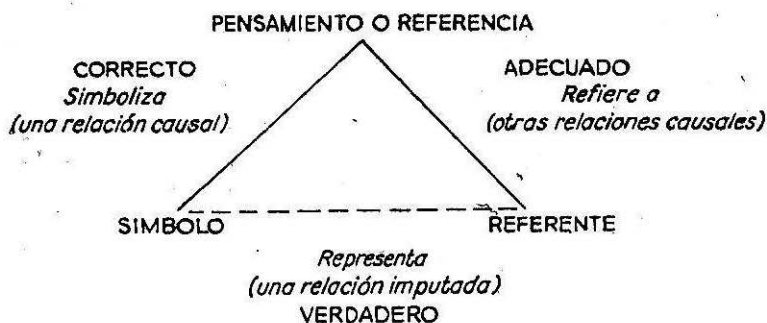 PENSAMIENTO O REFERENCIA
CORRECTO
Simboliza
(una relación causal)
ADECUADO
Refiere a
(otras relaciones causales)
SIMBOLO
REFERENTE
Representa
(una relación imputada)
VERDADERO